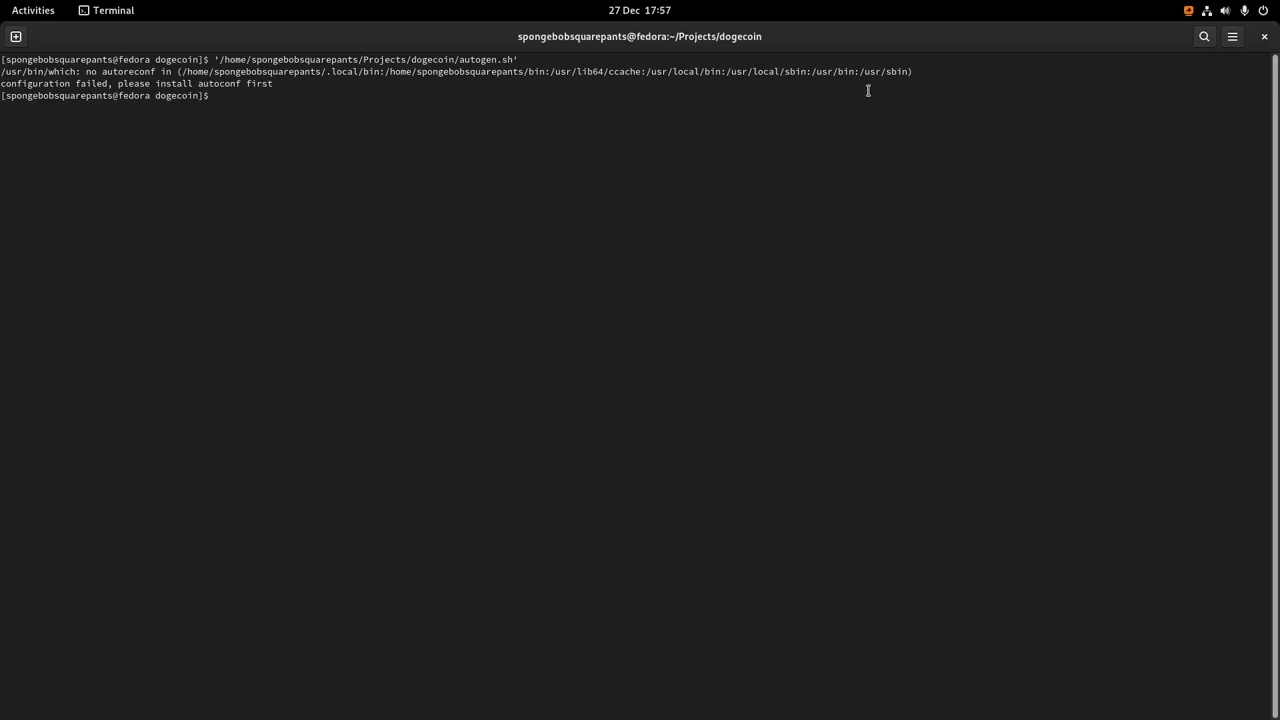 Activities Terminal 27 Dec 17:57
spongebobsquarepants@fedora:~/Projects/dogecoin
[spongebobsquarepants@fedora dogecoin]$ '/home/spongebobsquarepants/Projects/dogecoin/autogen.sh'
/usr/bin/which: no autoreconf in (/home/spongebobsquarepants/.local/bin:/home/spongebobsquarepants/bin:/usr/lib64/ccache:/usr/local/bin:/usr/local/sbin:/usr/bin:/usr/sbin)
configuration failed, please install autoconf first
[spongebobsquarepants@fedora dogecoin]$